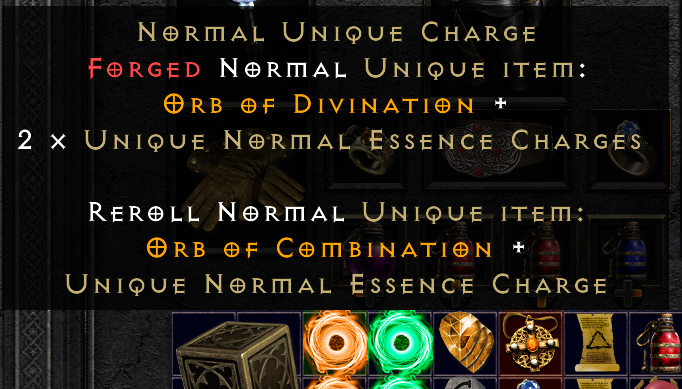 Normal Unique Charge
Forged Normal Unique item:
Orb of Divination +
2 x Unique Normal Essence Charges
Reroll Normal Unique item:
Orb of Combination +
Unique Normal Essence Charge